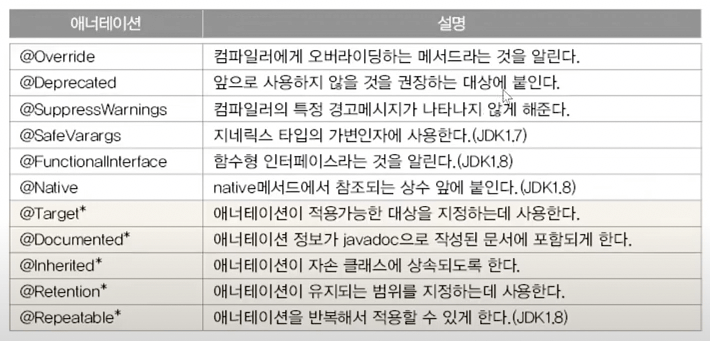 애너테이션 설명
@Override 컴파일러에게 오버라이딩하는 메서드라는 것을 알린다.
@Deprecated 앞으로 사용하지 않을 것을 권장하는 대상에 붙인다.
@SuppressWarnings 컴파일러의 특정 경고메시지가 나타나지 않게 해준다.
@SafeVarargs 지네릭스 타입의 가변인자에 사용한다.(JDK1.7)
@FunctionalInterface 함수형 인터페이스라는 것을 알린다.(JDK1.8)
@Native native메서드에서 참조되는 상수 앞에 붙인다.(JDK1.8)
@Target* 애너테이션이 적용가능한 대상을 지정하는데 사용한다.
@Documented* 애너테이션 정보가 javadoc으로 작성된 문서에 포함되게 한다.
@Inherited* 애너테이션이 자손 클래스에 상속되도록 한다.
@Retention* 애너테이션이 유지되는 범위를 지정하는데 사용한다.
@Repeatable* 애너테이션을 반복해서 적용할 수 있게 한다.(JDK1.8)